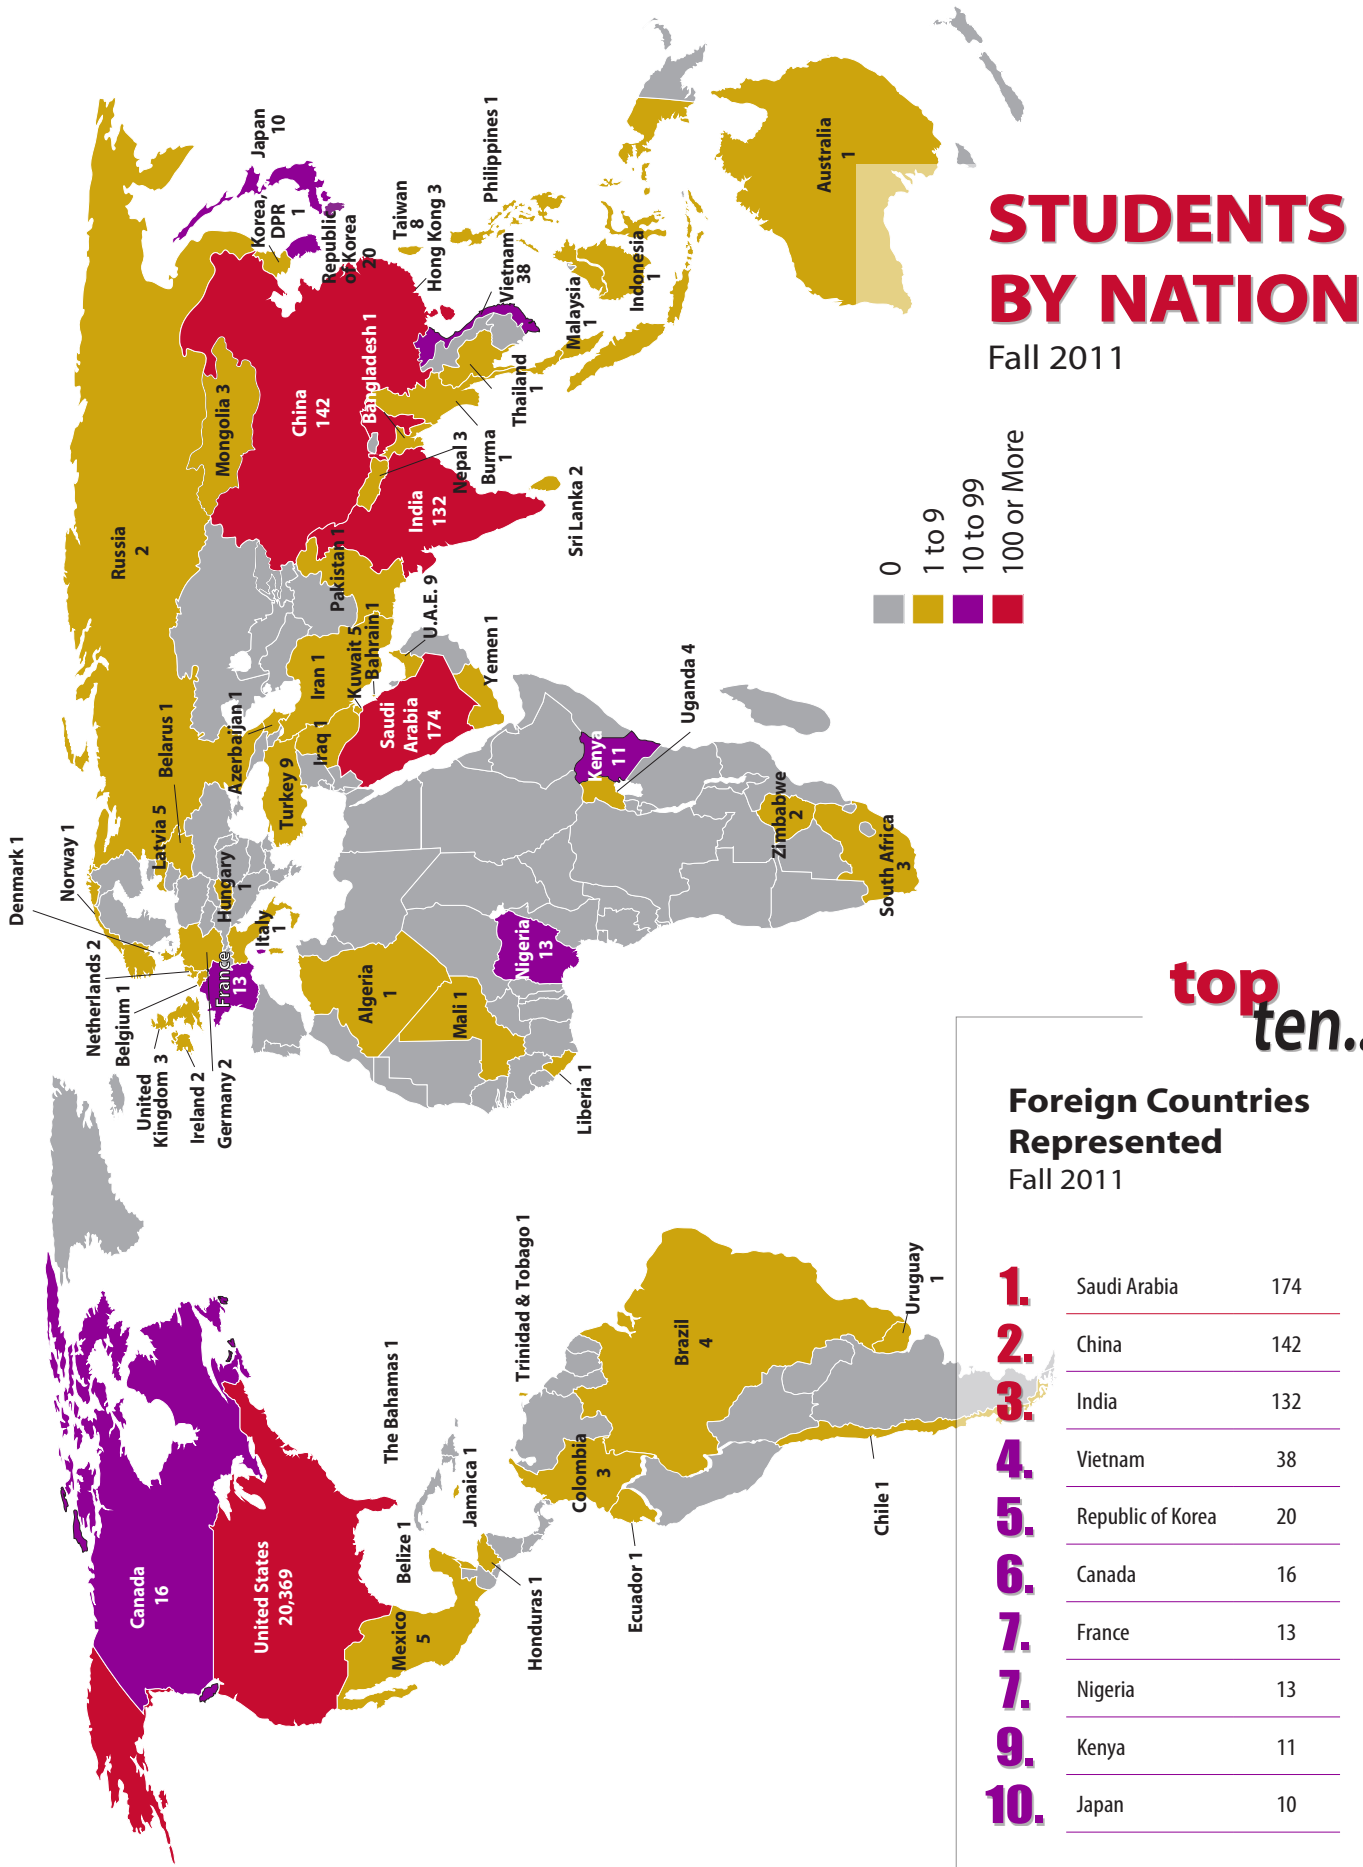 STUDENTS
BY NATION
Fall 2011
0
1 to 9
10 to 99
100 or More
Canada
16
United States
20,369
Mexico
5
Belize 1
The Bahamas 1
Jamaica 1
Honduras 1
Trinidad & Tobago 1
Colombia
3
Ecuador 1
Brazil
4
Chile 1
Uruguay
1
Denmark 1
Norway 1
Netherlands 2
Belgium 1
United
Kingdom 3
Ireland 2
Germany 2
France
13
Latvia 5
Belarus 1
Hungary
1
Italy
1
Azerbaijan 1
Turkey 9
Russia
2
Iraq 1
Iran 1
Kuwait 5
Bahrain 1
Saudi
Arabia
174
U.A.E. 9
Yemen 1
Algeria
1
Mali 1
Nigeria
13
Liberia 1
Kenya
11
Uganda 4
Zimbabwe
2
South Africa
3
Pakistan 1
India
132
Nepal 3
Sri Lanka 2
Bangladesh 1
Burma
1
Thailand
1
Mongolia 3
China
142
Korea,
DPR
1
Republic
of Korea
20
Japan
10
Taiwan
8
Hong Kong 3
Vietnam
38
Philippines 1
Malaysia
1
Indonesia
1
Australia
1
top
ten..
Foreign Countries
Represented
Fall 2011
1. Saudi Arabia 174
2. China 142
3. India 132
4. Vietnam 38
5. Republic of Korea 20
6. Canada 16
7. France 13
7. Nigeria 13
9. Kenya 11
10. Japan 10